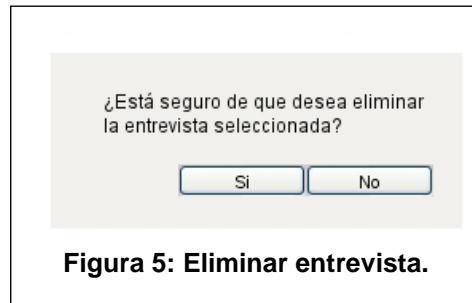 ¿Está seguro de que desea eliminar
la entrevista seleccionada?
Si No
Figura 5: Eliminar entrevista.